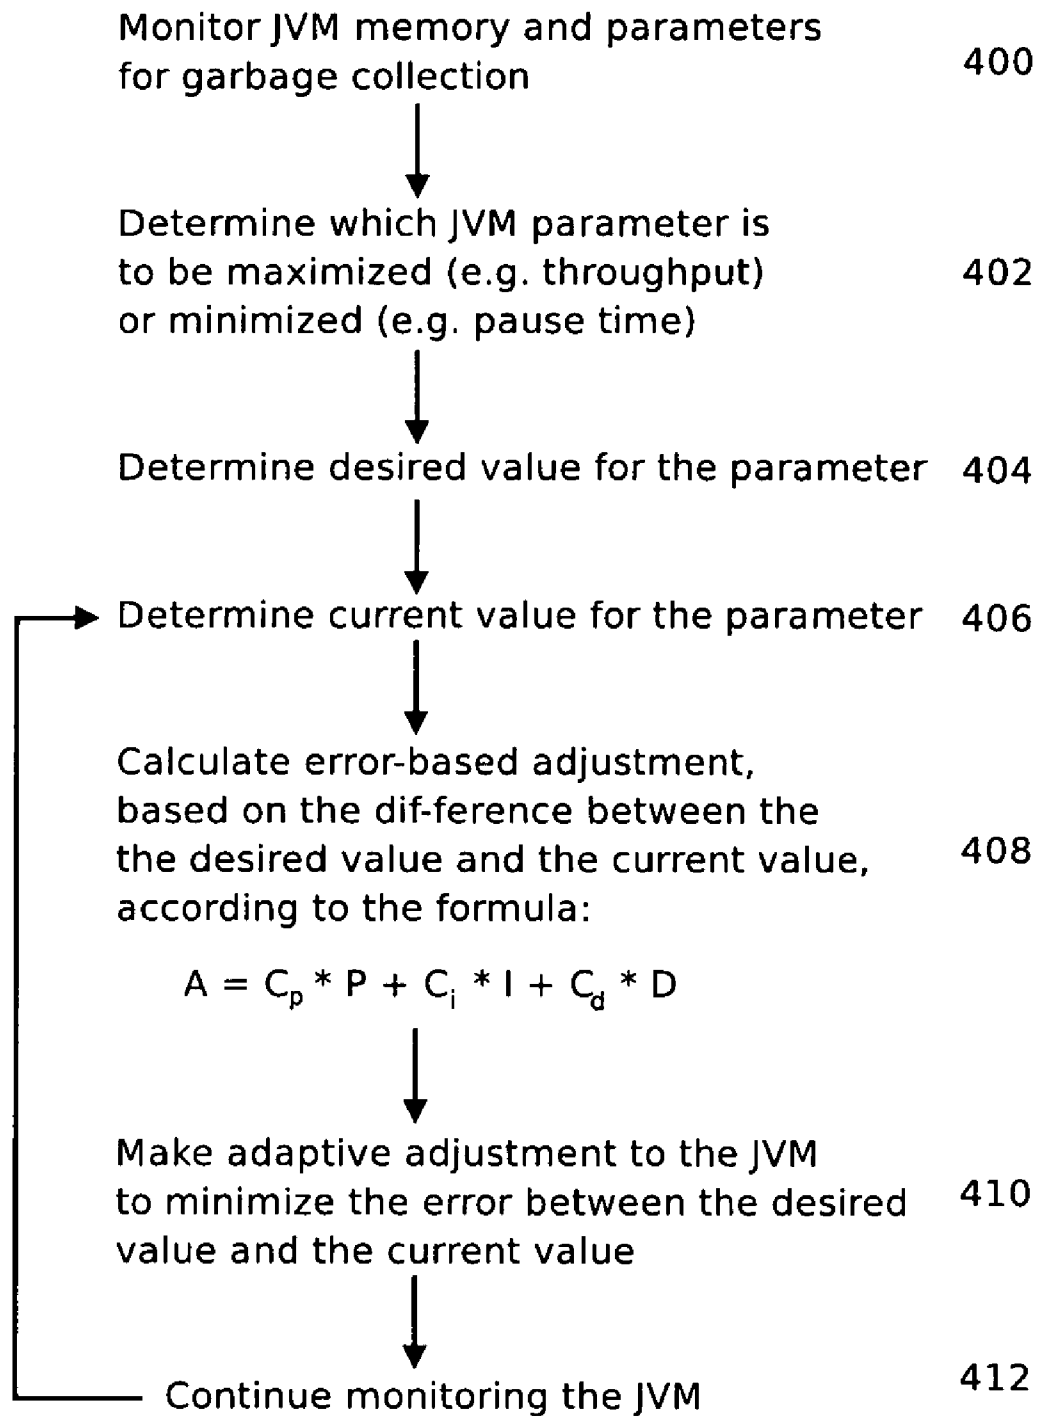 Monitor JVM memory and parameters
for garbage collection
400
Determine which JVM parameter is
to be maximized (e.g. throughput)
or minimized (e.g. pause time)
402
Determine desired value for the parameter
404
Determine current value for the parameter
406
Calculate error-based adjustment,
based on the dif-ference between the
the desired value and the current value,
according to the formula:
408
A = Cp * P + Ci * I + Cd * D
Make adaptive adjustment to the JVM
to minimize the error between the desired
value and the current value
410
Continue monitoring the JVM
412